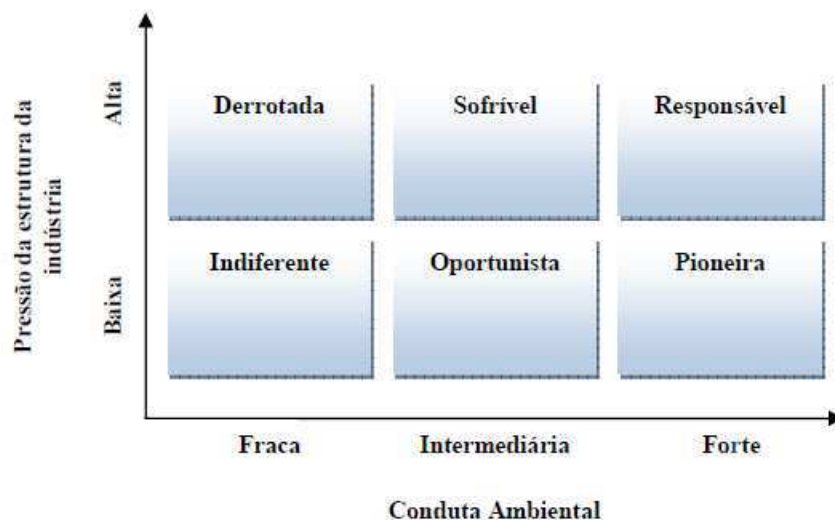 Pressão da estrutura da
indústria
Alta
Derrotada
Sofrível
Responsável
Baixa
Indiferente
Oportunista
Pioneira
Fraca
Intermediária
Forte
Conduta Ambiental